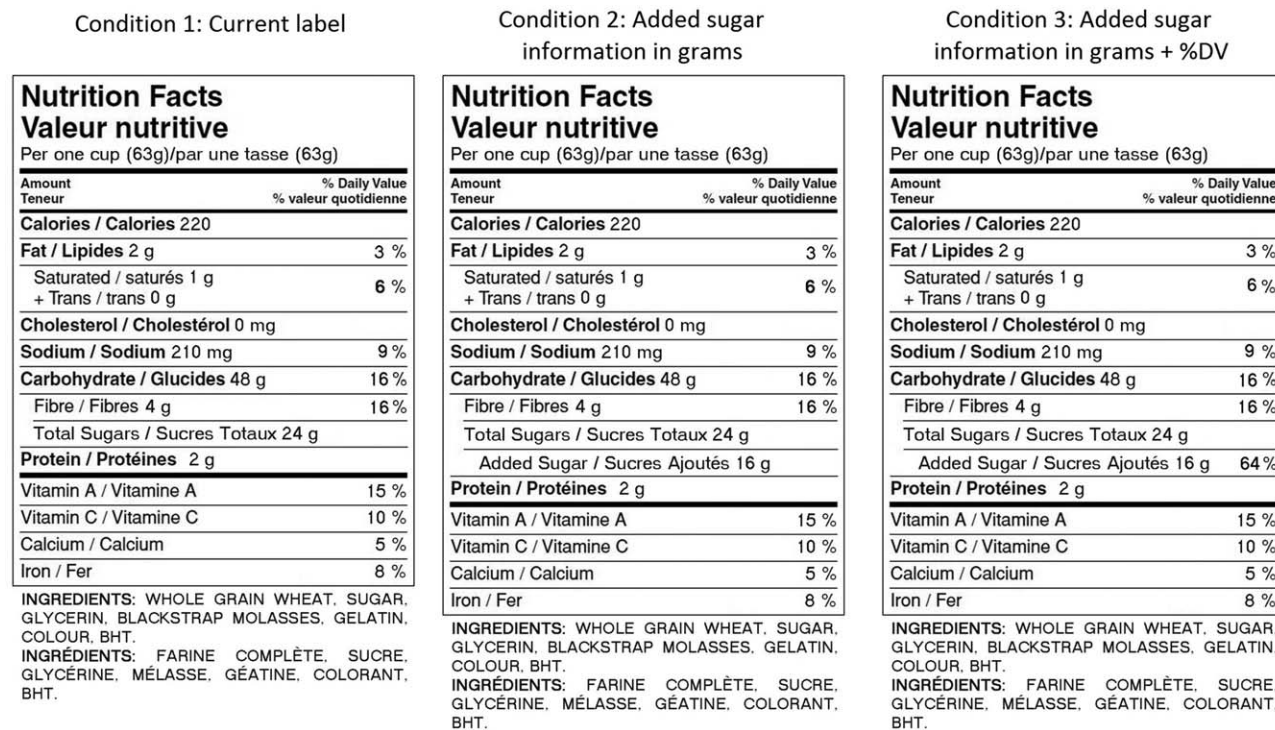 Condition 1: Current label
Nutrition Facts
Valeur nutritive
Per one cup (63g)/par une tasse (63g)
Amount % Daily Value
Teneur % valeur quotidienne
Calories / Calories 220
Fat / Lipides 2 g 3 %
Saturated / saturés 1 g
+ Trans / trans 0 g 6 %
Cholesterol / Cholestérol 0 mg
Sodium / Sodium 210 mg 9 %
Carbohydrate / Glucides 48 g 16 %
Fibre / Fibres 4 g 16 %
Total Sugars / Sucres Totaux 24 g
Protein / Protéines 2 g
Vitamin A / Vitamine A 15 %
Vitamin C / Vitamine C 10 %
Calcium / Calcium 5 %
Iron / Fer 8 %
INGREDIENTS: WHOLE GRAIN WHEAT, SUGAR,
GLYCERIN, BLACKSTRAP MOLASSES, GELATIN,
COLOUR, BHT.
INGRÉDIENTS: FARINE COMPLÈTE, SUCRE,
GLYCÉRINE, MÉLASSE, GÉATINE, COLORANT,
BHT.
Condition 2: Added sugar
information in grams
Nutrition Facts
Valeur nutritive
Per one cup (63g)/par une tasse (63g)
Amount % Daily Value
Teneur % valeur quotidienne
Calories / Calories 220
Fat / Lipides 2 g 3 %
Saturated / saturés 1 g
+ Trans / trans 0 g 6 %
Cholesterol / Cholestérol 0 mg
Sodium / Sodium 210 mg 9 %
Carbohydrate / Glucides 48 g 16 %
Fibre / Fibres 4 g 16 %
Total Sugars / Sucres Totaux 24 g
Added Sugar / Sucres Ajoutés 16 g
Protein / Protéines 2 g
Vitamin A / Vitamine A 15 %
Vitamin C / Vitamine C 10 %
Calcium / Calcium 5 %
Iron / Fer 8 %
INGREDIENTS: WHOLE GRAIN WHEAT, SUGAR,
GLYCERIN, BLACKSTRAP MOLASSES, GELATIN,
COLOUR, BHT.
INGRÉDIENTS: FARINE COMPLÈTE, SUCRE,
GLYCÉRINE, MÉLASSE, GÉATINE, COLORANT,
BHT.
Condition 3: Added sugar
information in grams + %DV
Nutrition Facts
Valeur nutritive
Per one cup (63g)/par une tasse (63g)
Amount % Daily Value
Teneur % valeur quotidienne
Calories / Calories 220
Fat / Lipides 2 g 3 %
Saturated / saturés 1 g
+ Trans / trans 0 g 6 %
Cholesterol / Cholestérol 0 mg
Sodium / Sodium 210 mg 9 %
Carbohydrate / Glucides 48 g 16 %
Fibre / Fibres 4 g 16 %
Total Sugars / Sucres Totaux 24 g
Added Sugar / Sucres Ajoutés 16 g 64%
Protein / Protéines 2 g
Vitamin A / Vitamine A 15 %
Vitamin C / Vitamine C 10 %
Calcium / Calcium 5 %
Iron / Fer 8 %
INGREDIENTS: WHOLE GRAIN WHEAT, SUGAR,
GLYCERIN, BLACKSTRAP MOLASSES, GELATIN,
COLOUR, BHT.
INGRÉDIENTS: FARINE COMPLÈTE, SUCRE,
GLYCÉRINE, MÉLASSE, GÉATINE, COLORANT,
BHT.